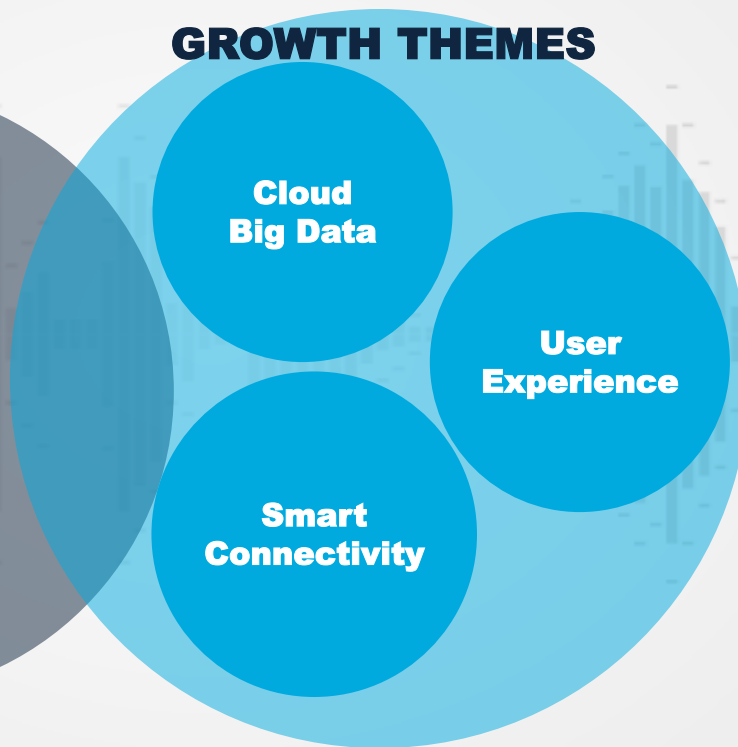 GROWTH THEMES
Cloud
Big Data
User
Experience
Smart
Connectivity